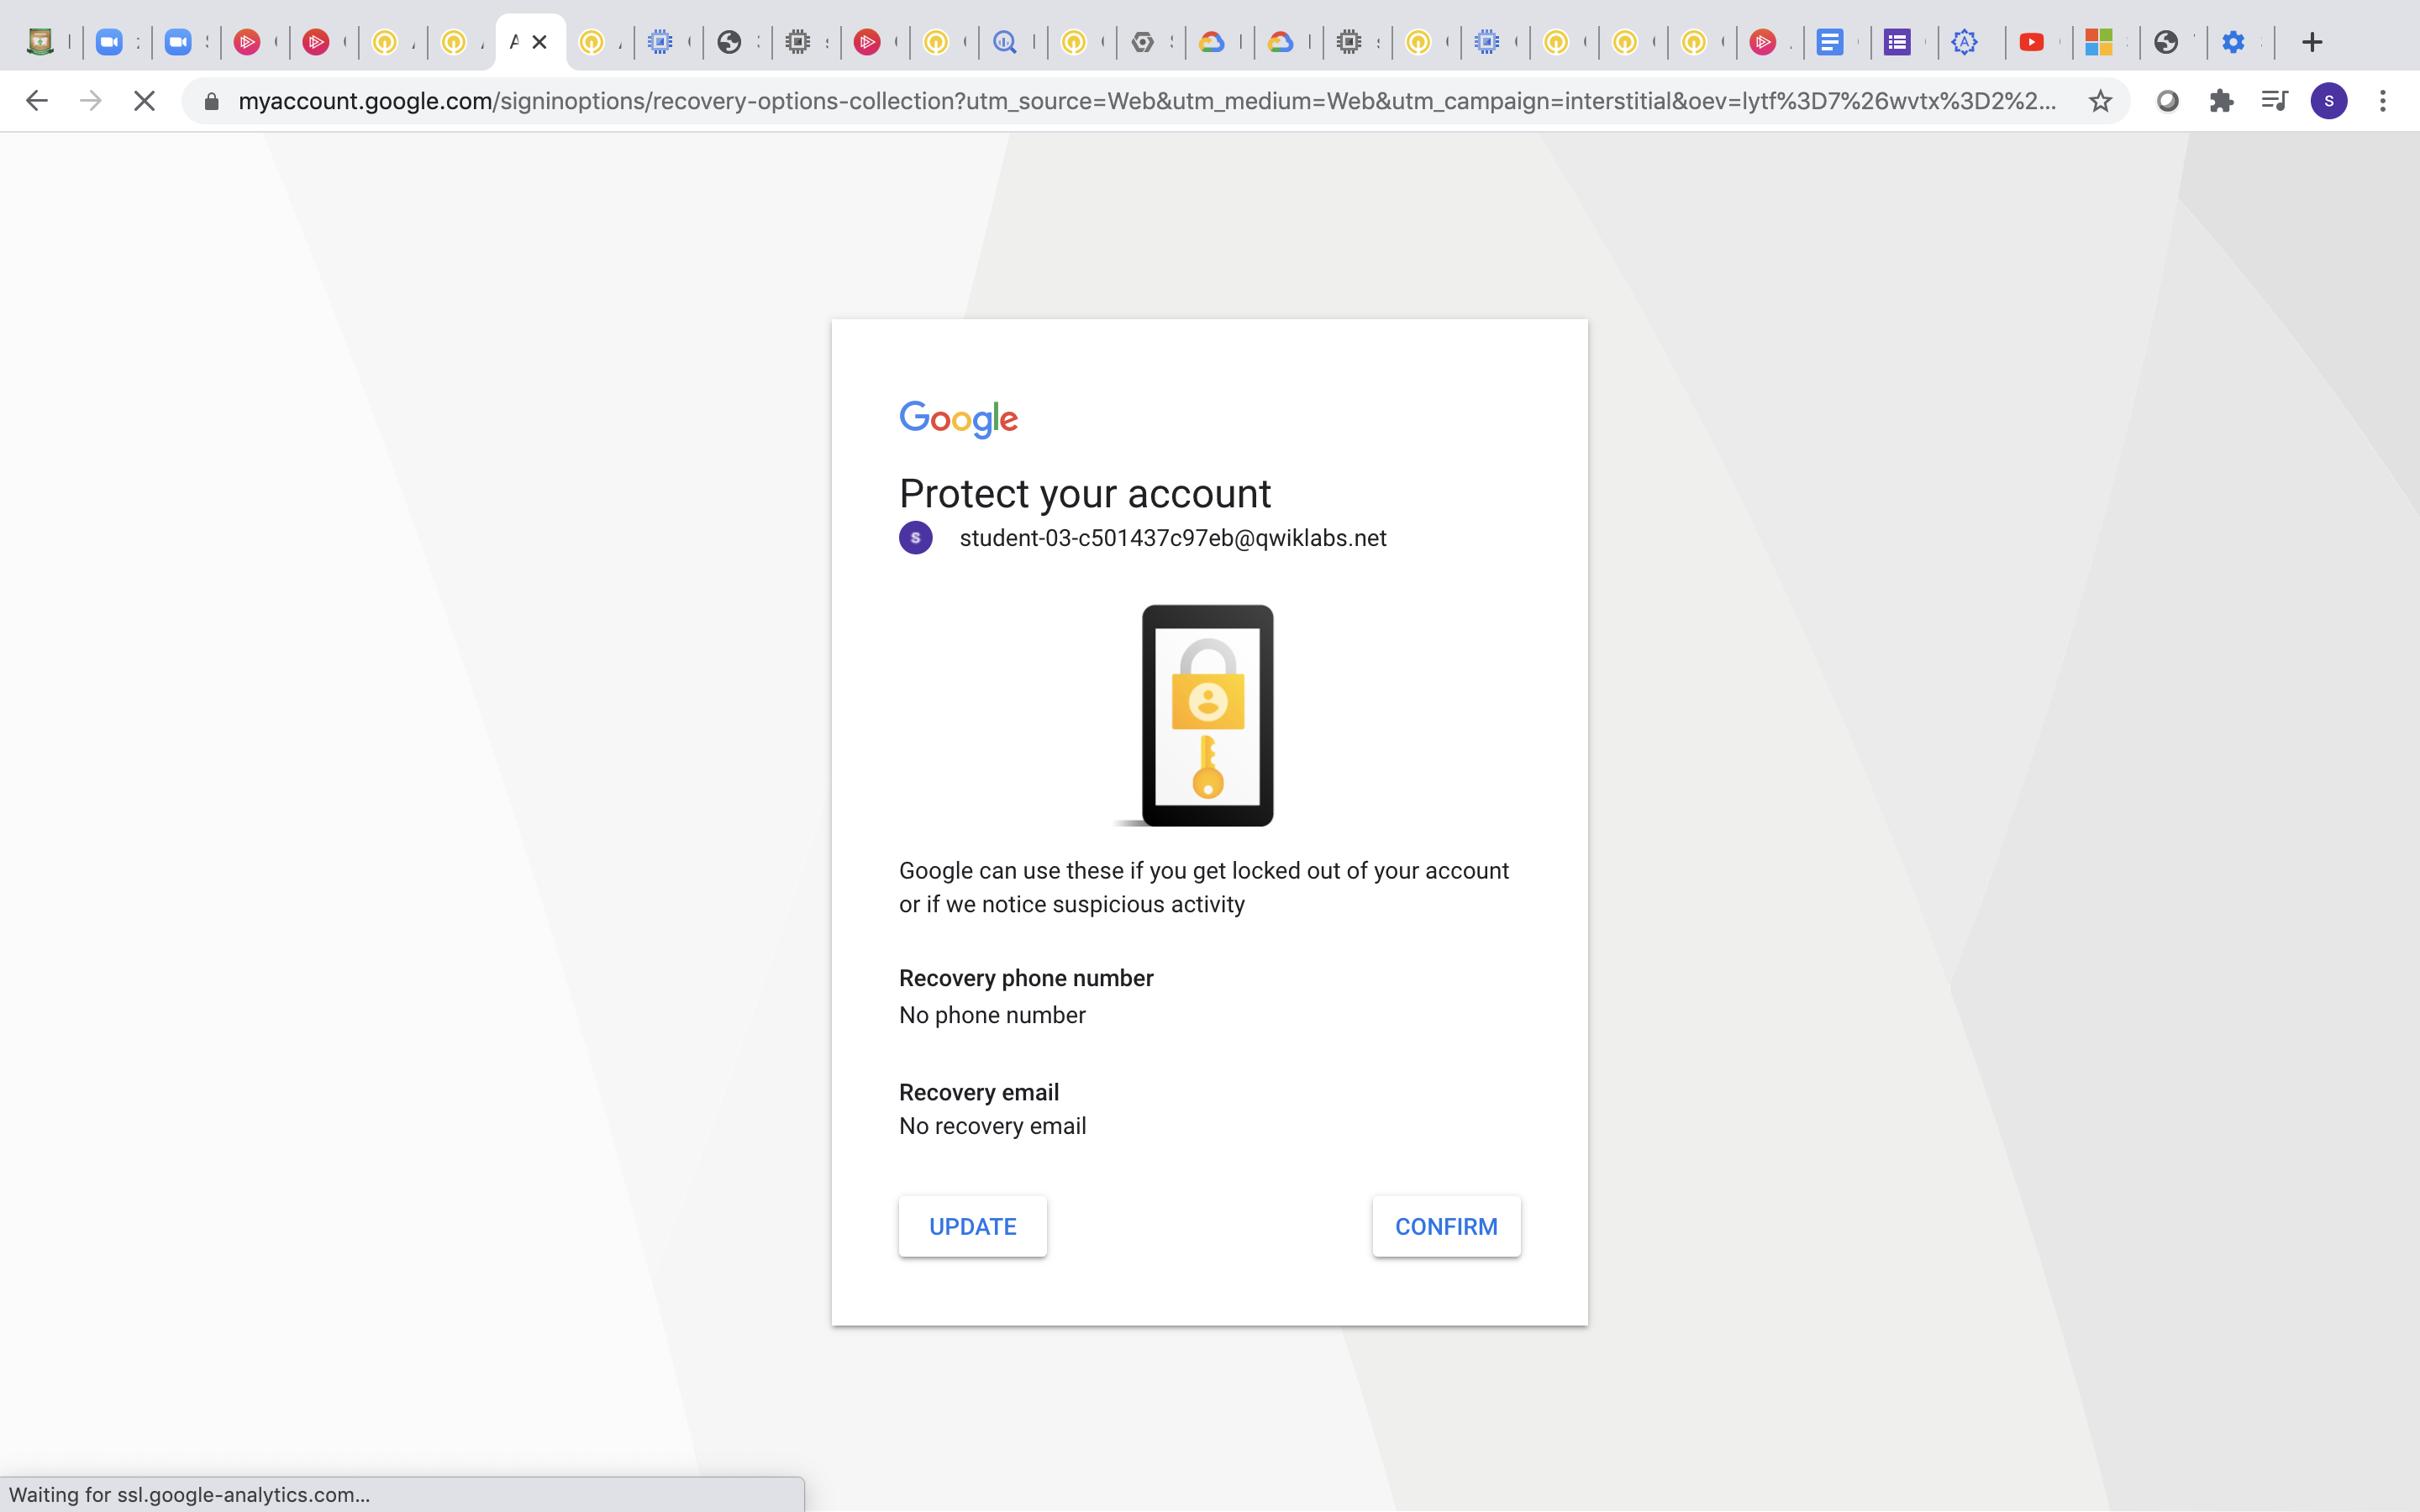 myaccount.google.com/signinoptions/recovery-options-collection?utm_source=Web&utm_medium=Web&utm_campaign=interstitial&oev=lytf%3D7%26wvtx%3D2%2...
S
Google
Protect your account
S student-03-c501437c97eb@qwiklabs.net
Google can use these if you get locked out of your account
or if we notice suspicious activity
Recovery phone number
No phone number
Recovery email
No recovery email
UPDATE CONFIRM
Waiting for ssl.google-analytics.com...